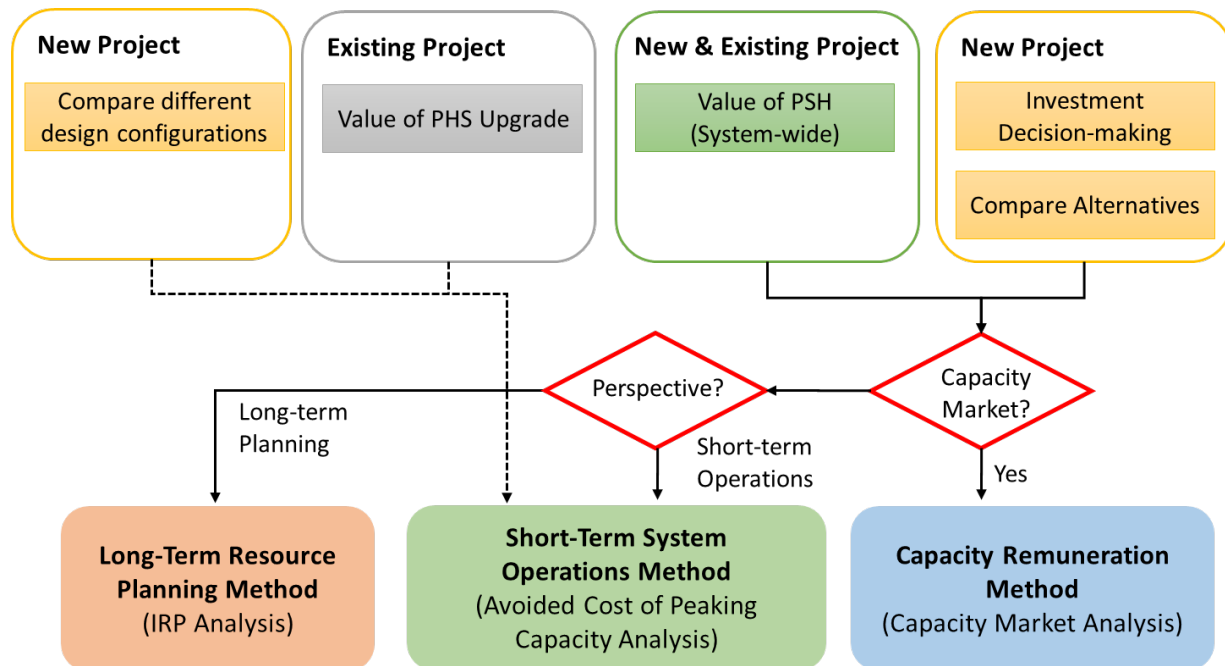 New Project
Compare different
design configurations
Existing Project
Value of PHS Upgrade
New & Existing Project
Value of PSH
(System-wide)
New Project
Investment
Decision-making
Compare Alternatives
Perspective?
Capacity
Market?
Long-term
Planning
Short-term
Operations
Yes
Long-Term Resource
Planning Method
(IRP Analysis)
Short-Term System
Operations Method
(Avoided Cost of Peaking
Capacity Analysis)
Capacity Remuneration
Method
(Capacity Market Analysis)